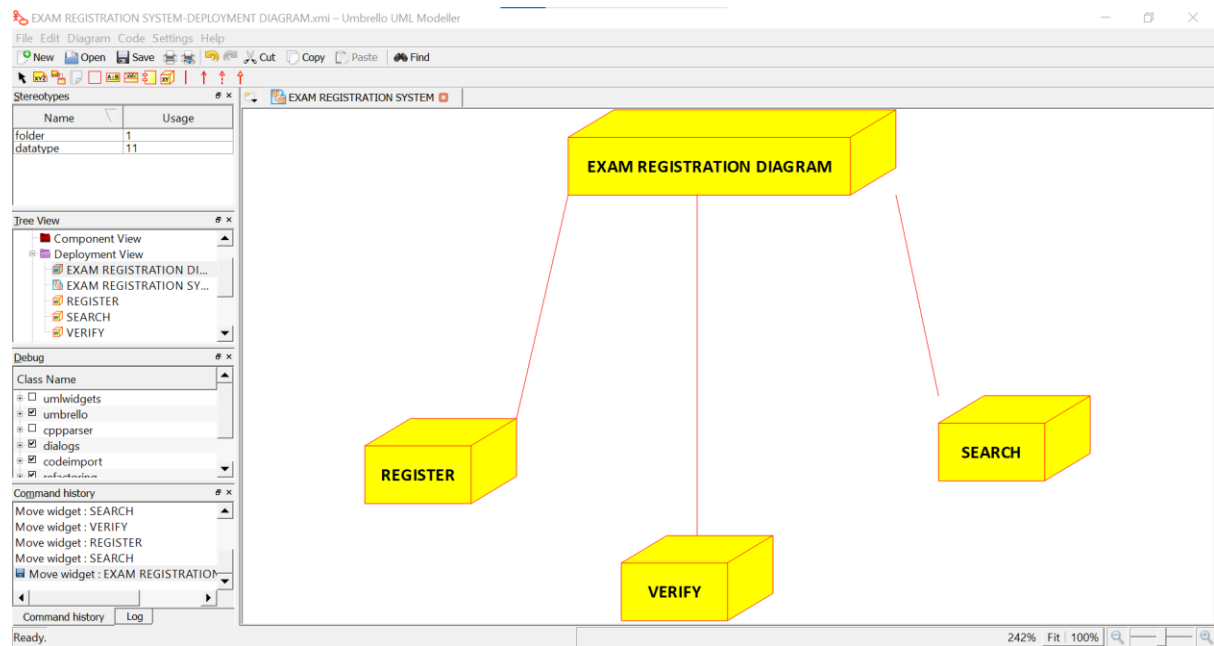 EXAM REGISTRATION SYSTEM-DEPLOYMENT DIAGRAM.xmi – Umbrello UML Modeller
File Edit Diagram Code Settings Help
New Open Save Cut Copy Paste Find
Stereotypes
Name Usage
folder 1
datatype 11
Tree View
Component View
Deployment View
EXAM REGISTRATION DI...
EXAM REGISTRATION SY...
REGISTER
SEARCH
VERIFY
Debug
Class Name
umlwidgets
umbrello
cppparser
dialogs
codeimport
refactoring
Command history
Move widget : SEARCH
Move widget : VERIFY
Move widget : REGISTER
Move widget : SEARCH
Move widget : EXAM REGISTRATION
Command history Log
Ready.
EXAM REGISTRATION SYSTEM
EXAM REGISTRATION DIAGRAM
REGISTER
SEARCH
VERIFY
242% Fit 100%